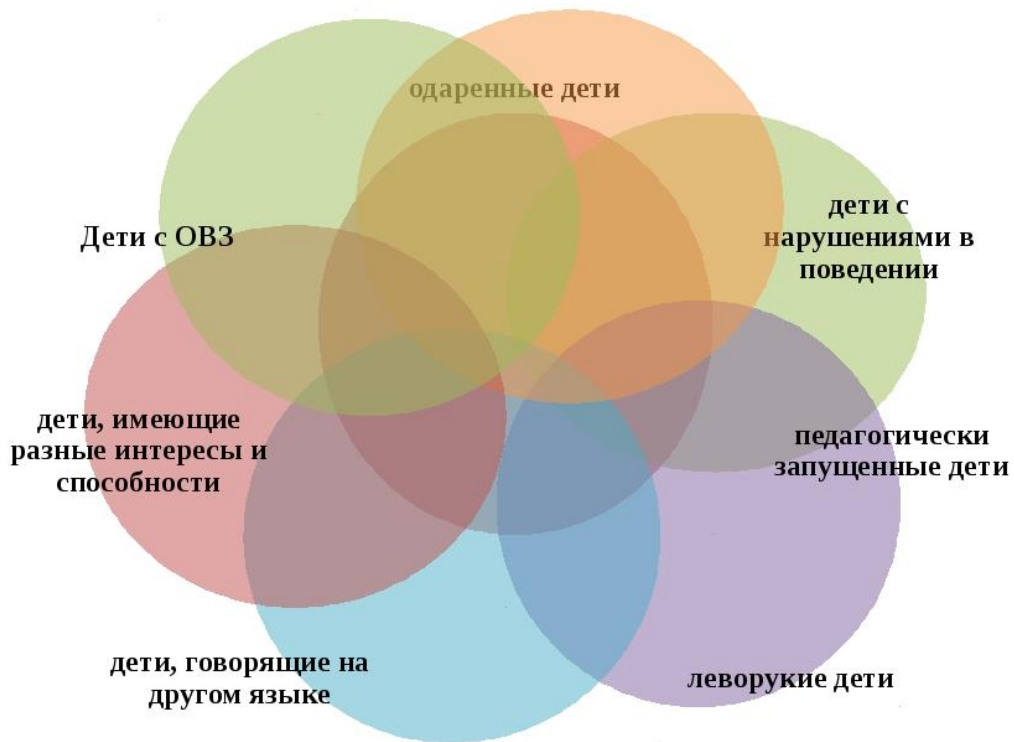 одаренные дети
Дети с ОВЗ
дети с
нарушениями в
поведении
дети, имеющие
разные интересы и
способности
педагогически
запущенные дети
дети, говорящие на
другом языке
леворукие дети